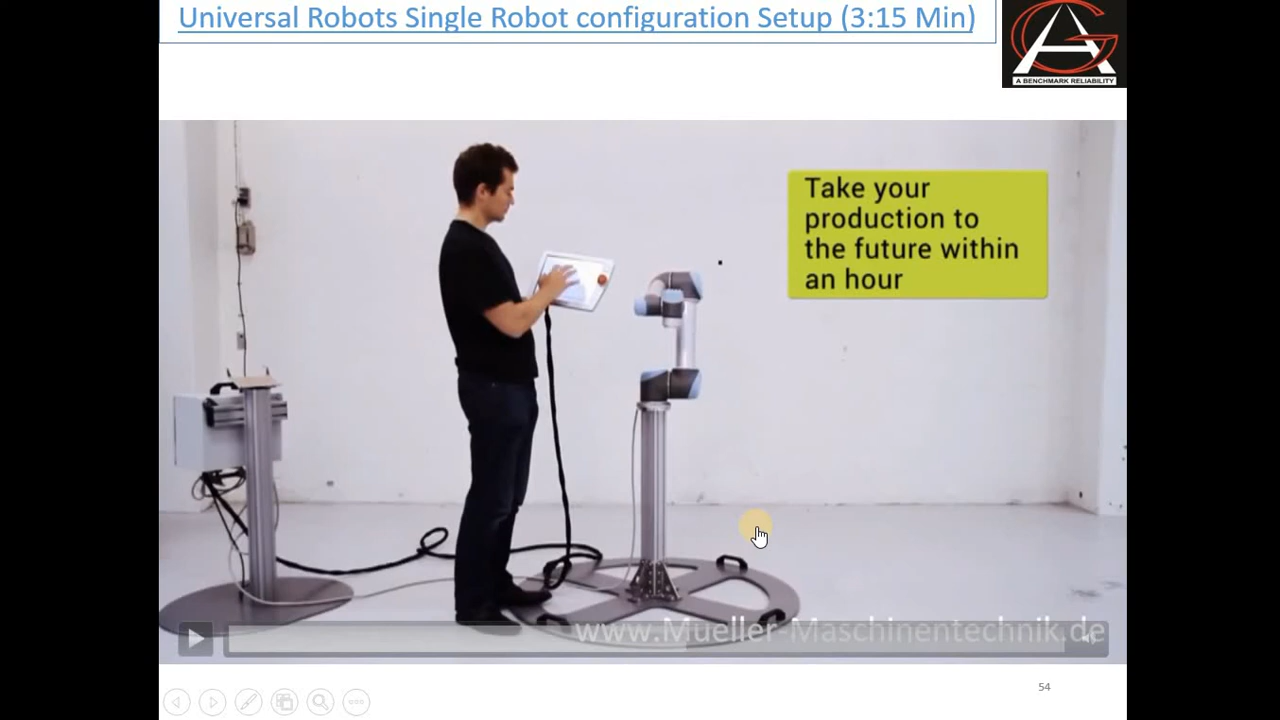 Universal Robots Single Robot configuration Setup (3:15 Min)
AG
A BENCHMARK RELIABILITY
Take your
production to
the future within
an hour
www.Mueller-Maschinentechnik.de
54